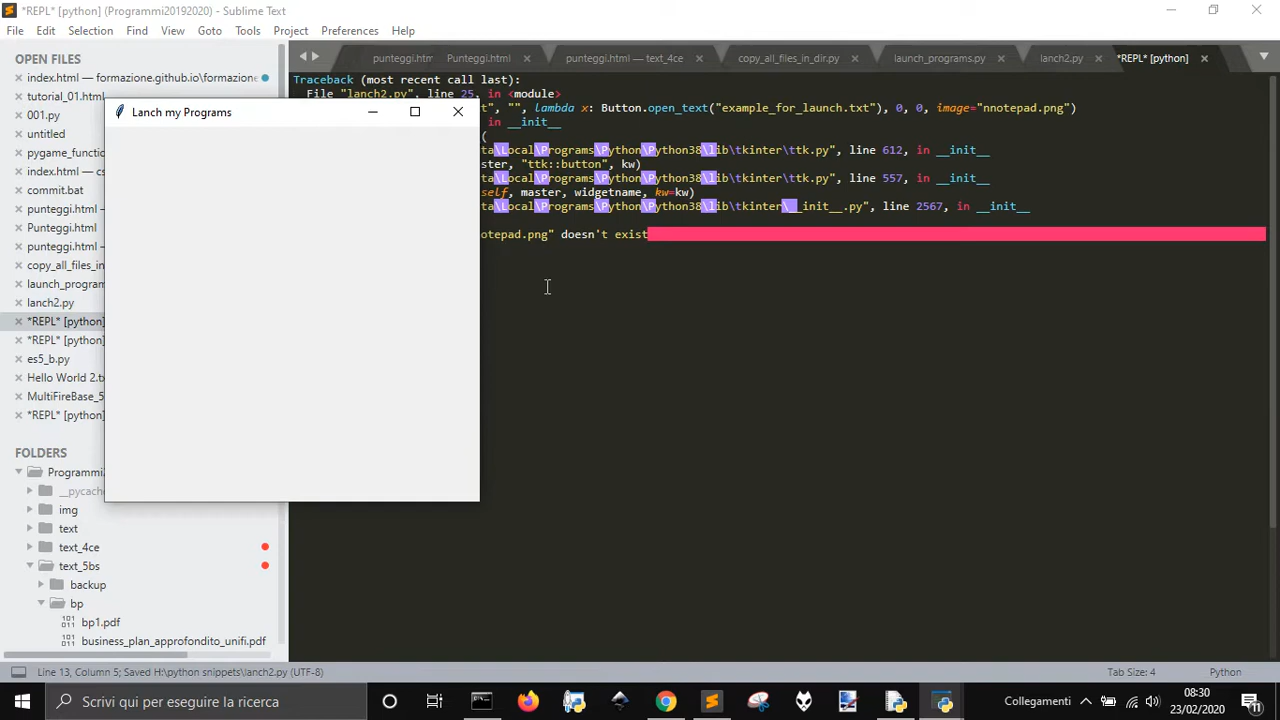 *REPL* [python] (Programmi20192020) - Sublime Text
File Edit Selection Find View Goto Tools Project Preferences Help
OPEN FILES
index.html — formazione.github.io\formazione
tutorial_01.html
001.py
untitled
pygame_functio
index.html — cs
commit.bat
punteggi.html —
punteggi.html
punteggi.html —
copy_all_files_in
launch_program
lanch2.py
*REPL* [python]
*REPL* [python]
es5_b.py
Hello World 2.tx
MultiFireBase_5
*REPL* [python]
FOLDERS
Programmi2
__pycac
img
text
text_4ce
text_5bs
backup
bp
bp1.pdf
business_plan_approfondito_unifi.pdf
punteggi.htm Punteggi.html punteggi.html — text_4ce copy_all_files_in_dir.py launch_programs.py lanch2.py *REPL* [python]
Traceback (most recent call last):
File "lanch2.py", line 25, in <module>
t", "", lambda x: Button.open_text("example_for_launch.txt"), 0, 0, image="nnotepad.png")
in __init__
(
ta\Local\Programs\Python\Python38\lib\tkinter\ttk.py", line 612, in __init__
ster, "ttk::button", kw)
ta\Local\Programs\Python\Python38\lib\tkinter\ttk.py", line 557, in __init__
self, master, widgetname, kw=kw)
ta\Local\Programs\Python\Python38\lib\tkinter\__init__.py", line 2567, in __init__
otepad.png" doesn't exist
Lanch my Programs
Line 13, Column 5; Saved H:\python snippets\lanch2.py (UTF-8)
Tab Size: 4 Python
Scrivi qui per eseguire la ricerca
Collegamenti
08:30
23/02/2020
11